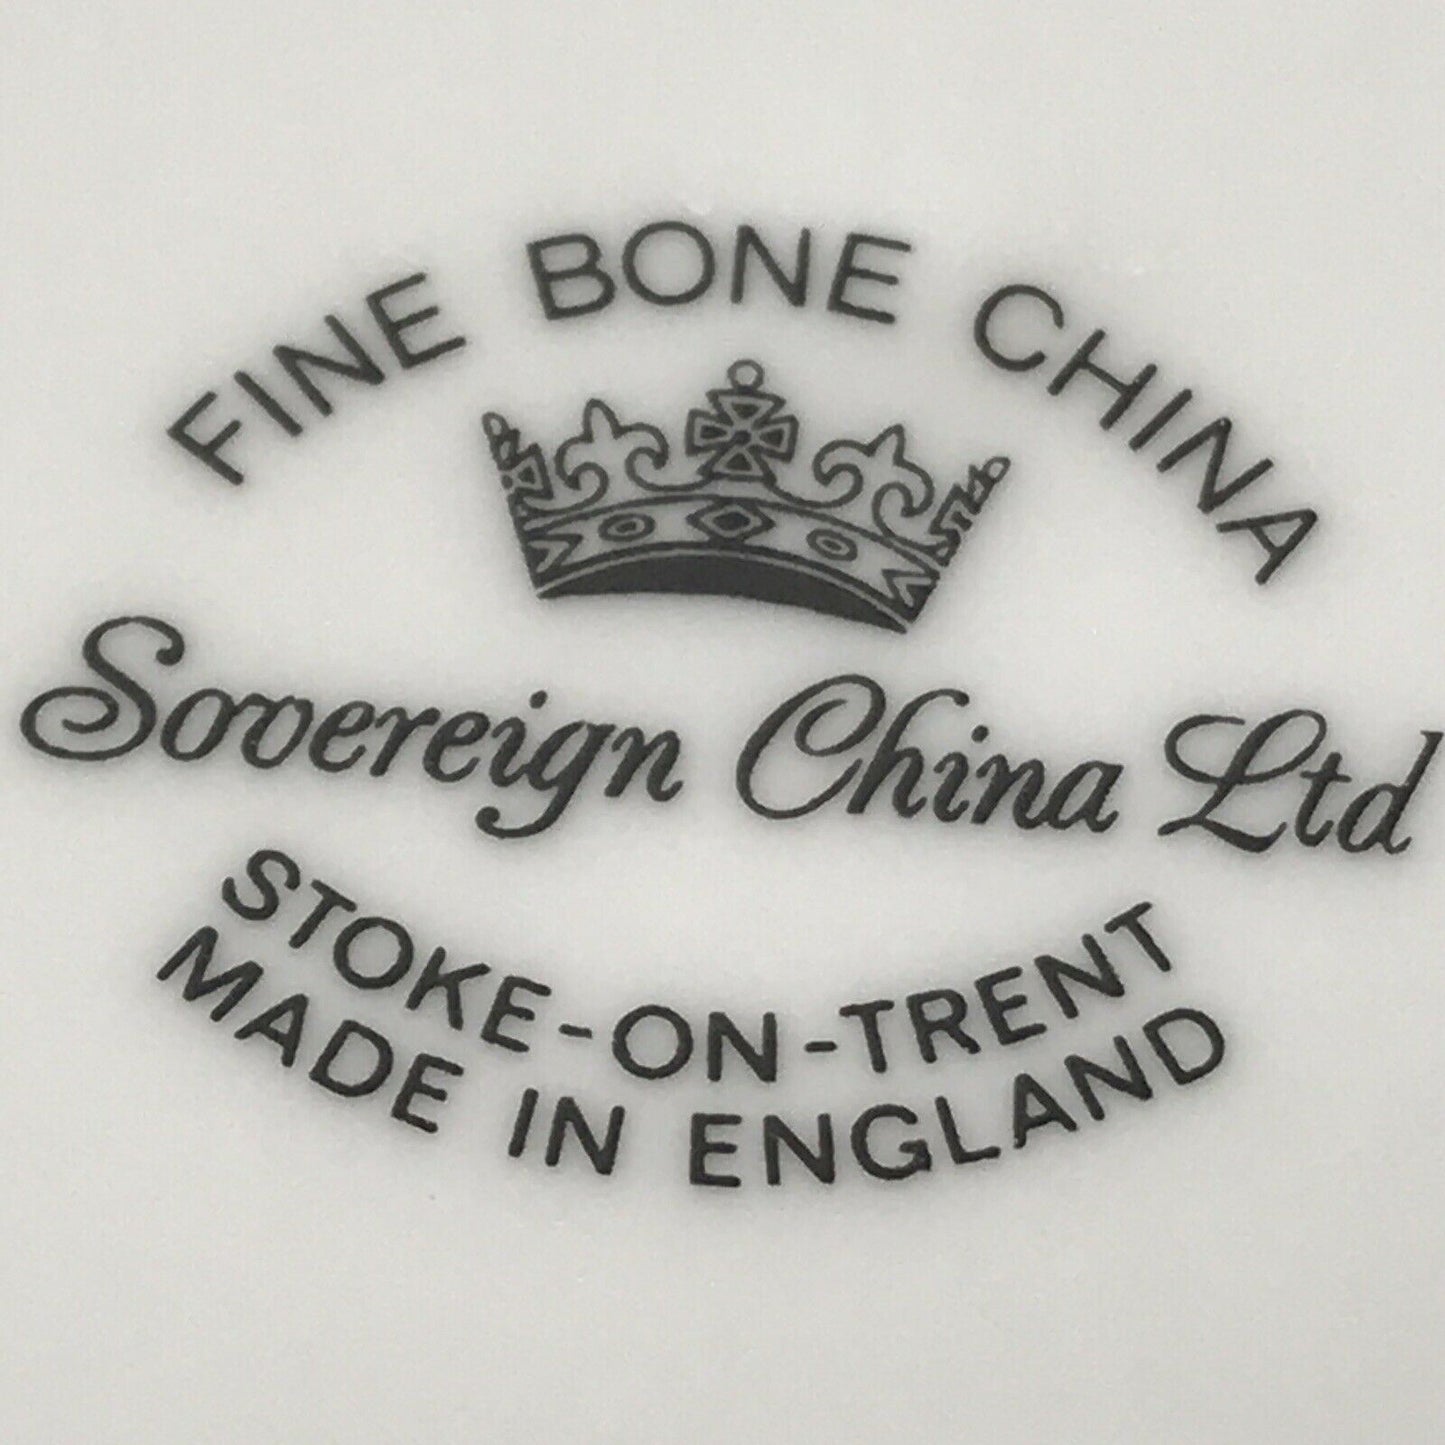 FINE BONE CHINA
Sovereign China Ltd
STOKE-ON-TRENT
MADE IN ENGLAND